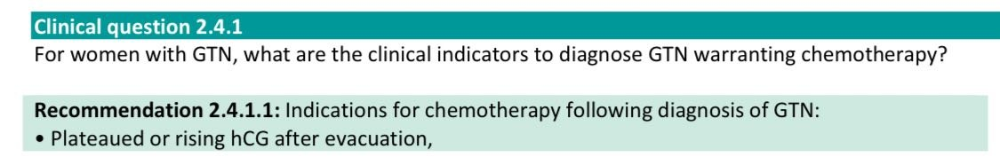 Clinical question 2.4.1
For women with GTN, what are the clinical indicators to diagnose GTN warranting chemotherapy?
Recommendation 2.4.1.1: Indications for chemotherapy following diagnosis of GTN:
• Plateaued or rising hCG after evacuation,